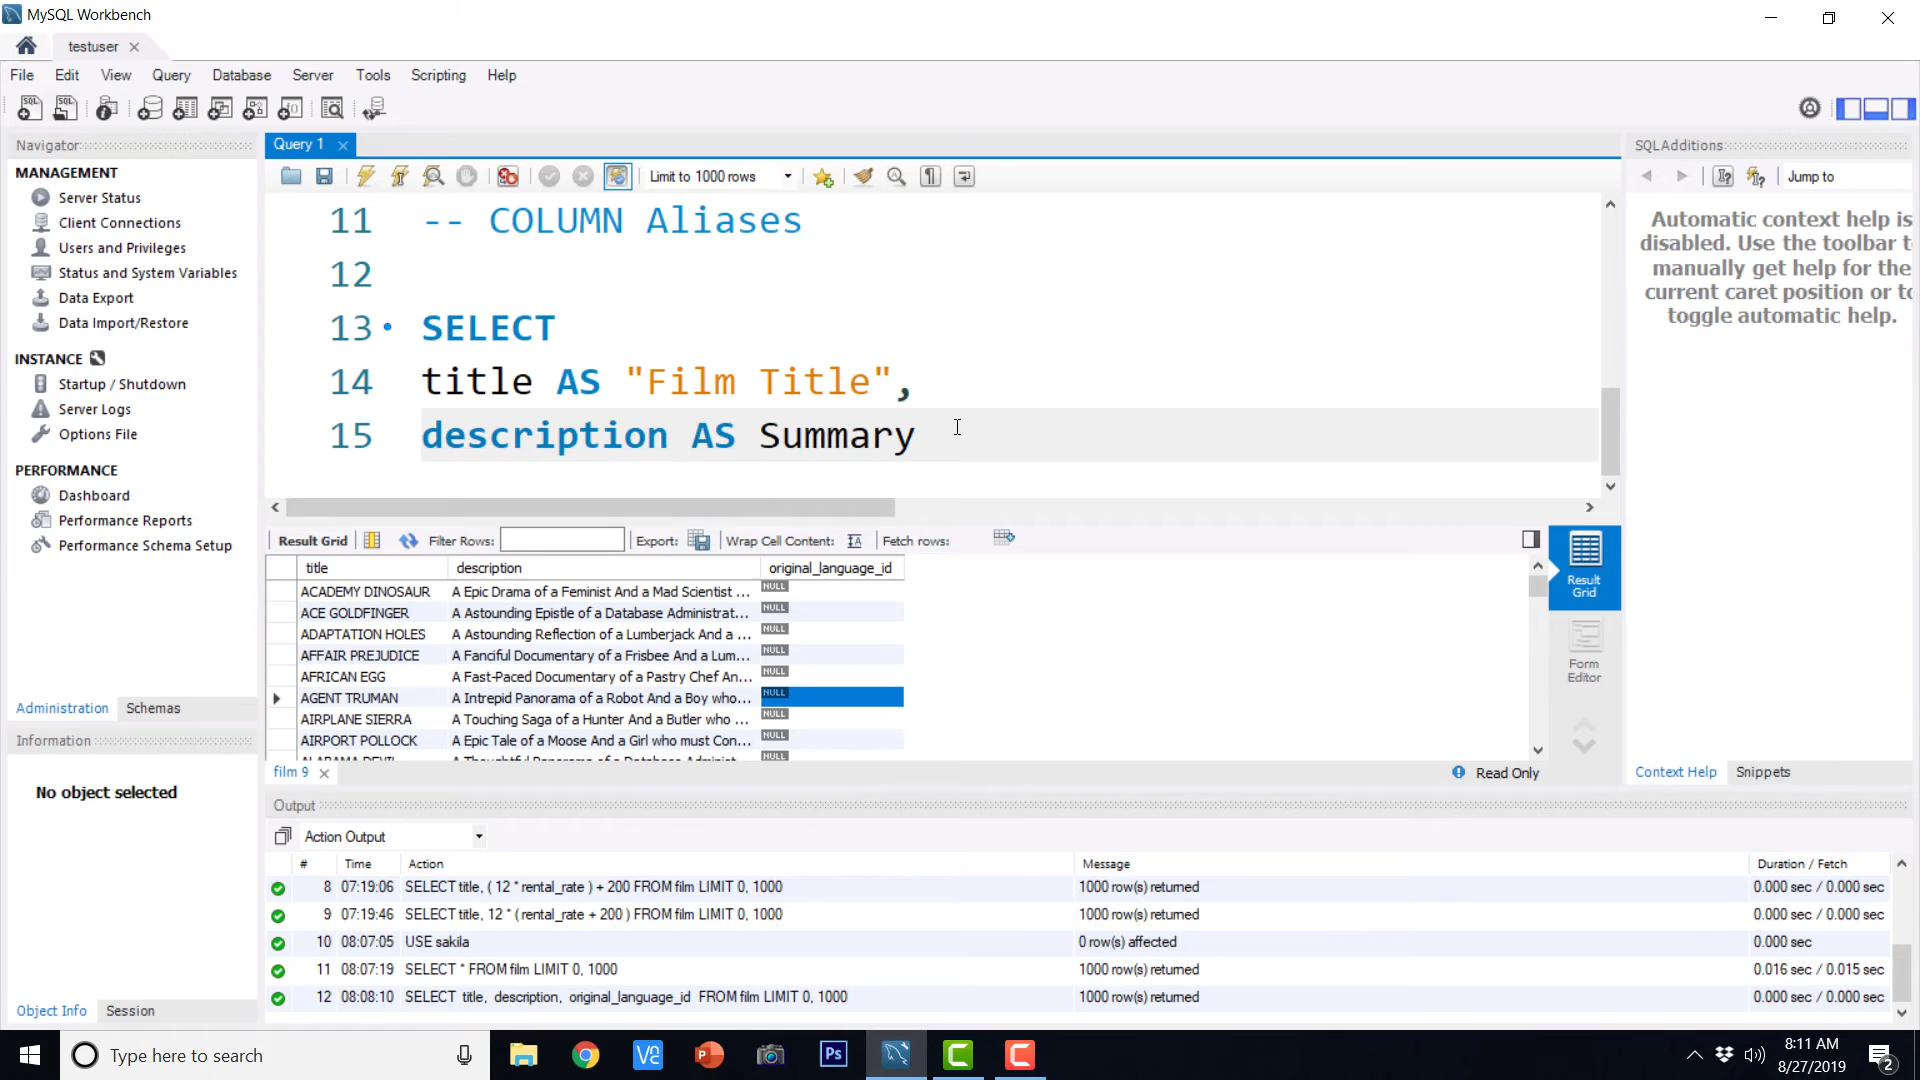 MySQL Workbench
testuser
File Edit View Query Database Server Tools Scripting Help
Navigator
MANAGEMENT
Server Status
Client Connections
Users and Privileges
Status and System Variables
Data Export
Data Import/Restore
INSTANCE
Startup / Shutdown
Server Logs
Options File
PERFORMANCE
Dashboard
Performance Reports
Performance Schema Setup
Administration Schemas
Information
No object selected
Object Info Session
Query 1
Limit to 1000 rows
11 -- COLUMN Aliases
12
13 SELECT
14 title AS "Film Title",
15 description AS Summary
Result Grid Filter Rows: Export: Wrap Cell Content: Fetch rows:
title description original_language_id
ACADEMY DINOSAUR A Epic Drama of a Feminist And a Mad Scientist ... NULL
ACE GOLDFINGER A Astounding Epistle of a Database Administrat... NULL
ADAPTATION HOLES A Astounding Reflection of a Lumberjack And a ... NULL
AFFAIR PREJUDICE A Fanciful Documentary of a Frisbee And a Lum... NULL
AFRICAN EGG A Fast-Paced Documentary of a Pastry Chef An... NULL
AGENT TRUMAN A Intrepid Panorama of a Robot And a Boy who... NULL
AIRPLANE SIERRA A Touching Saga of a Hunter And a Butler who ... NULL
AIRPORT POLLOCK A Epic Tale of a Moose And a Girl who must Con... NULL
NULL
Result Grid
Form Editor
film 9
Read Only
SQLAdditions
Jump to
Automatic context help is
disabled. Use the toolbar t
manually get help for the
current caret position or to
toggle automatic help.
Context Help Snippets
Output
Action Output
# Time Action Message Duration / Fetch
8 07:19:06 SELECT title, ( 12 * rental_rate ) + 200 FROM film LIMIT 0, 1000 1000 row(s) returned 0.000 sec / 0.000 sec
9 07:19:46 SELECT title, 12 * ( rental_rate + 200 ) FROM film LIMIT 0, 1000 1000 row(s) returned 0.000 sec / 0.000 sec
10 08:07:05 USE sakila 0 row(s) affected 0.000 sec
11 08:07:19 SELECT * FROM film LIMIT 0, 1000 1000 row(s) returned 0.016 sec / 0.015 sec
12 08:08:10 SELECT title, description, original_language_id FROM film LIMIT 0, 1000 1000 row(s) returned 0.000 sec / 0.000 sec
Type here to search
Ps
8:11 AM
8/27/2019
2